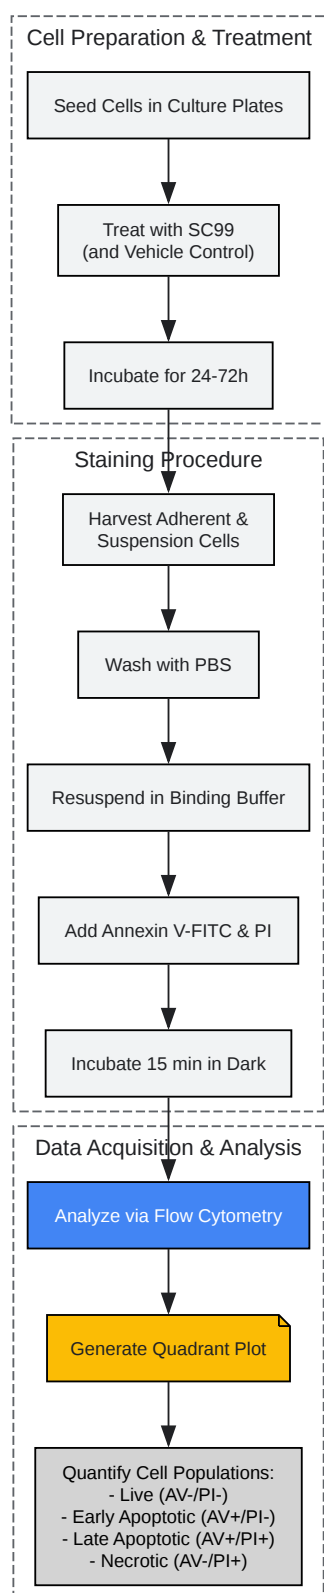 Cell Preparation & Treatment
Seed Cells in Culture Plates
Treat with SC99
(and Vehicle Control)
Incubate for 24-72h
Staining Procedure
Harvest Adherent &
Suspension Cells
Wash with PBS
Resuspend in Binding Buffer
Add Annexin V-FITC & PI
Incubate 15 min in Dark
Data Acquisition & Analysis
Analyze via Flow Cytometry
Generate Quadrant Plot
Quantify Cell Populations:
- Live (AV-/PI-)
- Early Apoptotic (AV+/PI-)
- Late Apoptotic (AV+/PI+)
- Necrotic (AV-/PI+)